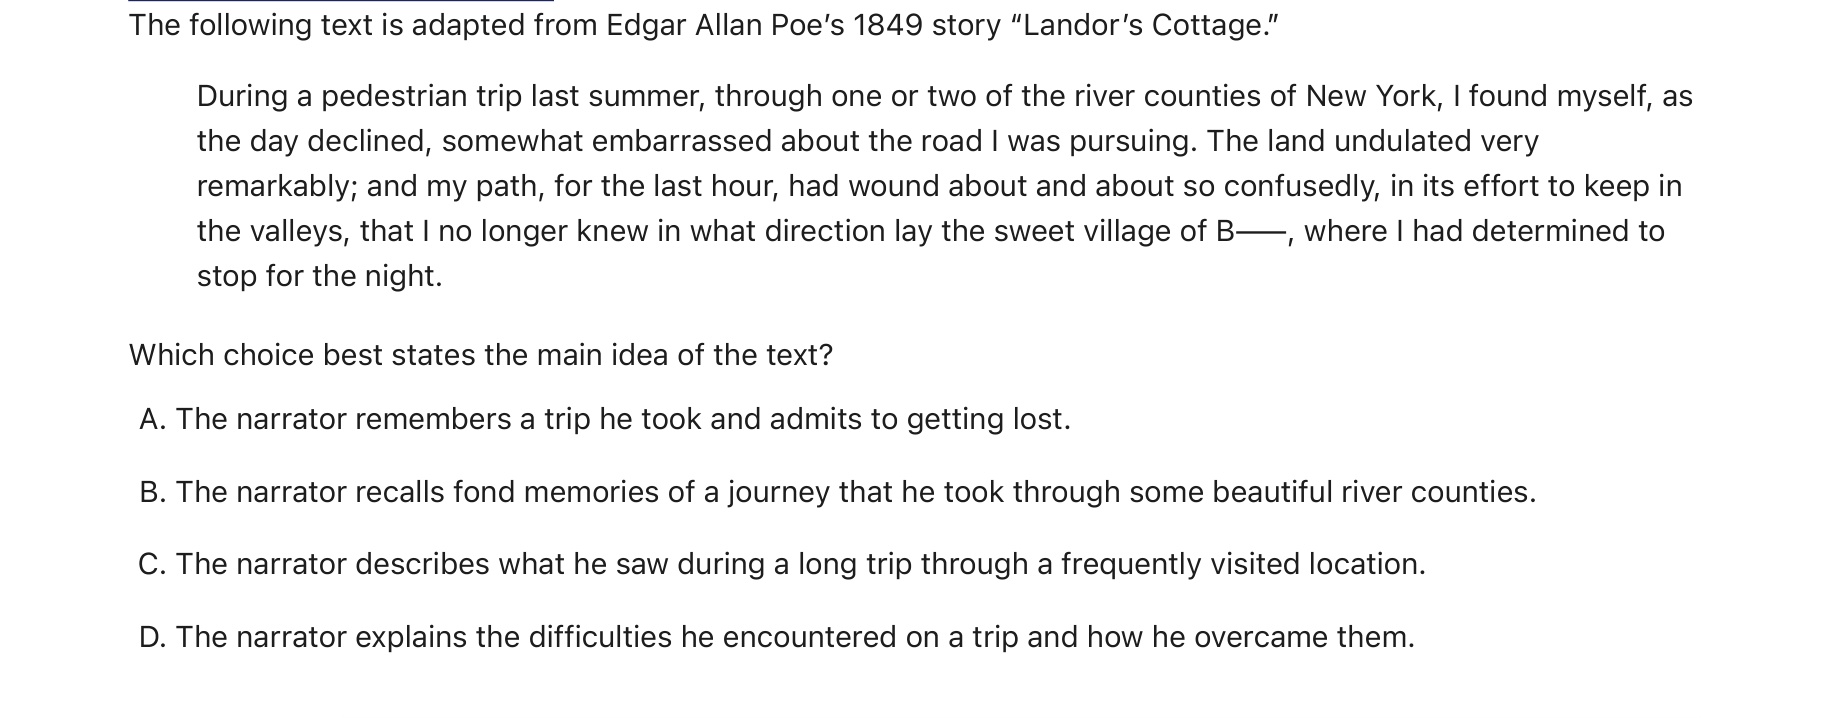 The following text is adapted from Edgar Allan Poe’s 1849 story “Landor’s Cottage.”
During a pedestrian trip last summer, through one or two of the river counties of New York, I found myself, as
the day declined, somewhat embarrassed about the road I was pursuing. The land undulated very
remarkably; and my path, for the last hour, had wound about and about so confusedly, in its effort to keep in
the valleys, that I no longer knew in what direction lay the sweet village of B——, where I had determined to
stop for the night.
Which choice best states the main idea of the text?
A. The narrator remembers a trip he took and admits to getting lost.
B. The narrator recalls fond memories of a journey that he took through some beautiful river counties.
C. The narrator describes what he saw during a long trip through a frequently visited location.
D. The narrator explains the difficulties he encountered on a trip and how he overcame them.